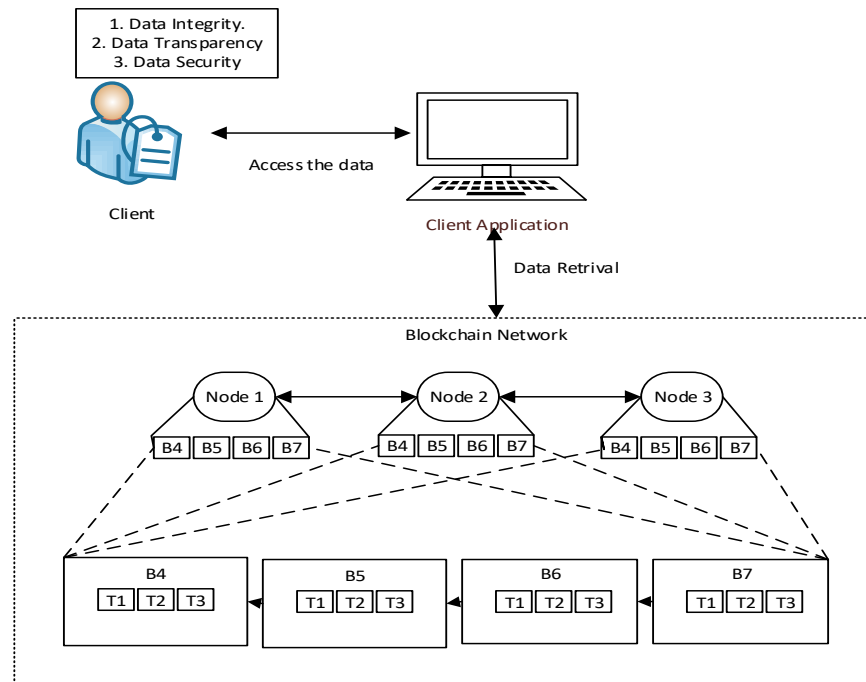 1. Data Integrity.
2. Data Transparency
3. Data Security
Access the data
Client
Client Application
Data Retrival
Blockchain Network
Node 1 Node 2 Node 3
B4 B5 B6 B7 B4 B5 B6 B7 B4 B5 B6 B7
B4 B5 B6 B7
T1 T2 T3 T1 T2 T3 T1 T2 T3 T1 T2 T3